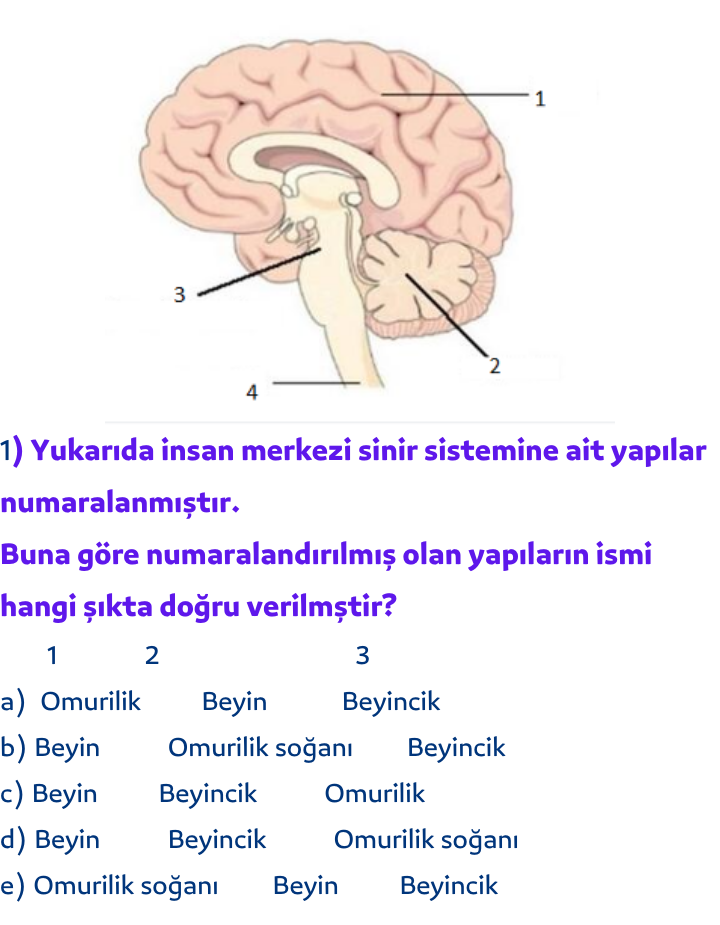 1
3
2
4
1) Yukarıda insan merkezi sinir sistemine ait yapılar
numaralanmıştır.
Buna göre numaralandırılmış olan yapıların ismi
hangi şıkta doğru verilmştir?
1 2 3
a) Omurilik Beyin Beyincik
b) Beyin Omurilik soğanı Beyincik
c) Beyin Beyincik Omurilik
d) Beyin Beyincik Omurilik soğanı
e) Omurilik soğanı Beyin Beyincik